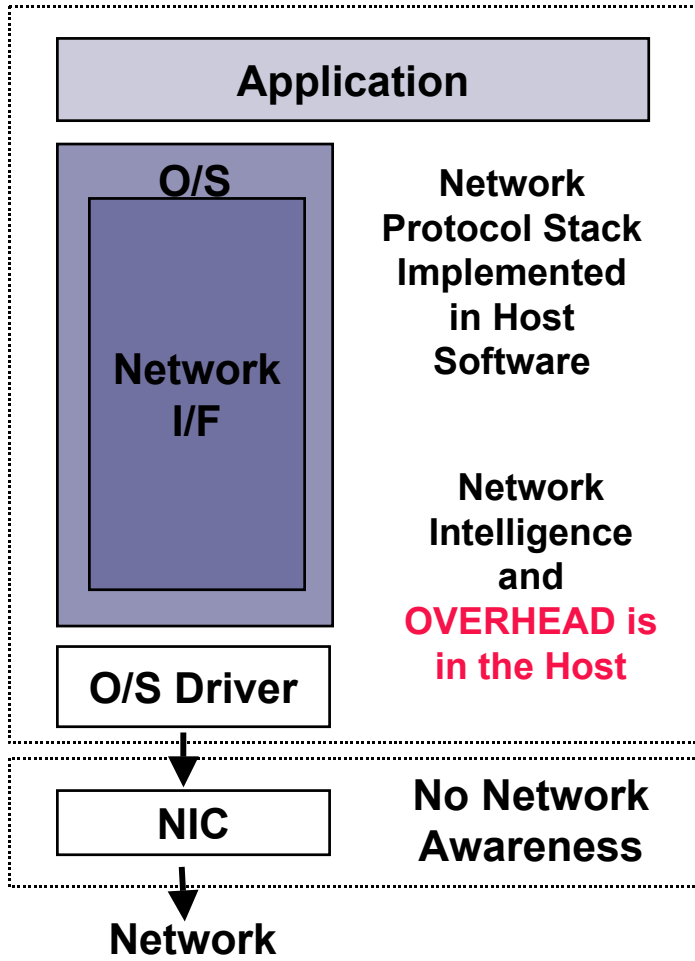 Application
O/S
Network
I/F
Network
Protocol Stack
Implemented
in Host
Software
Network
Intelligence
and
OVERHEAD is
in the Host
O/S Driver
NIC
No Network
Awareness
Network